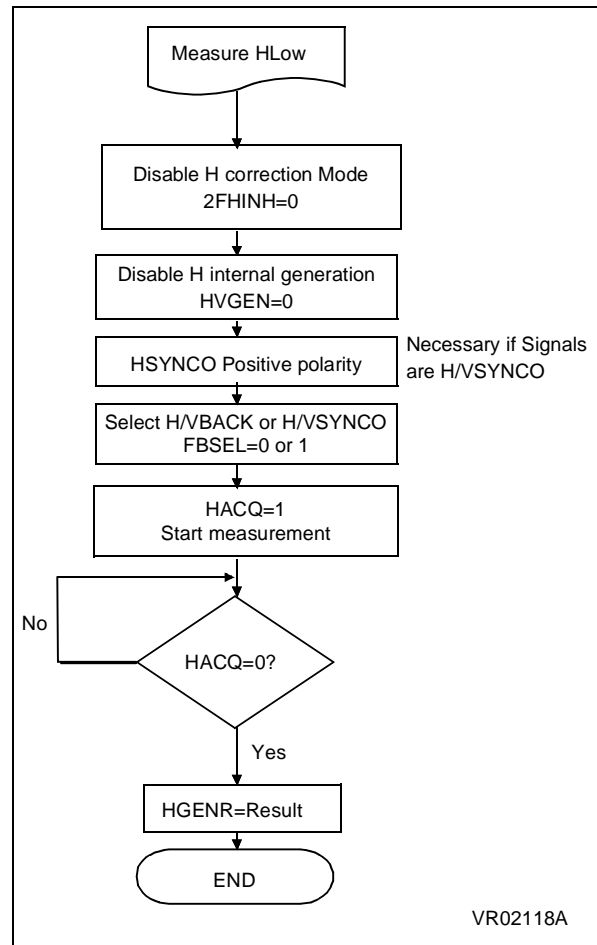 Measure HLow
Disable H correction Mode
2FHINH=0
Disable H internal generation
HVGEN=0
HSYNCO Positive polarity
Necessary if Signals
are H/VSYNCO
Select H/VBACK or H/VSYNCO
FBSEL=0 or 1
HACQ=1
Start measurement
No
HACQ=0?
Yes
HGENR=Result
END
VR02118A